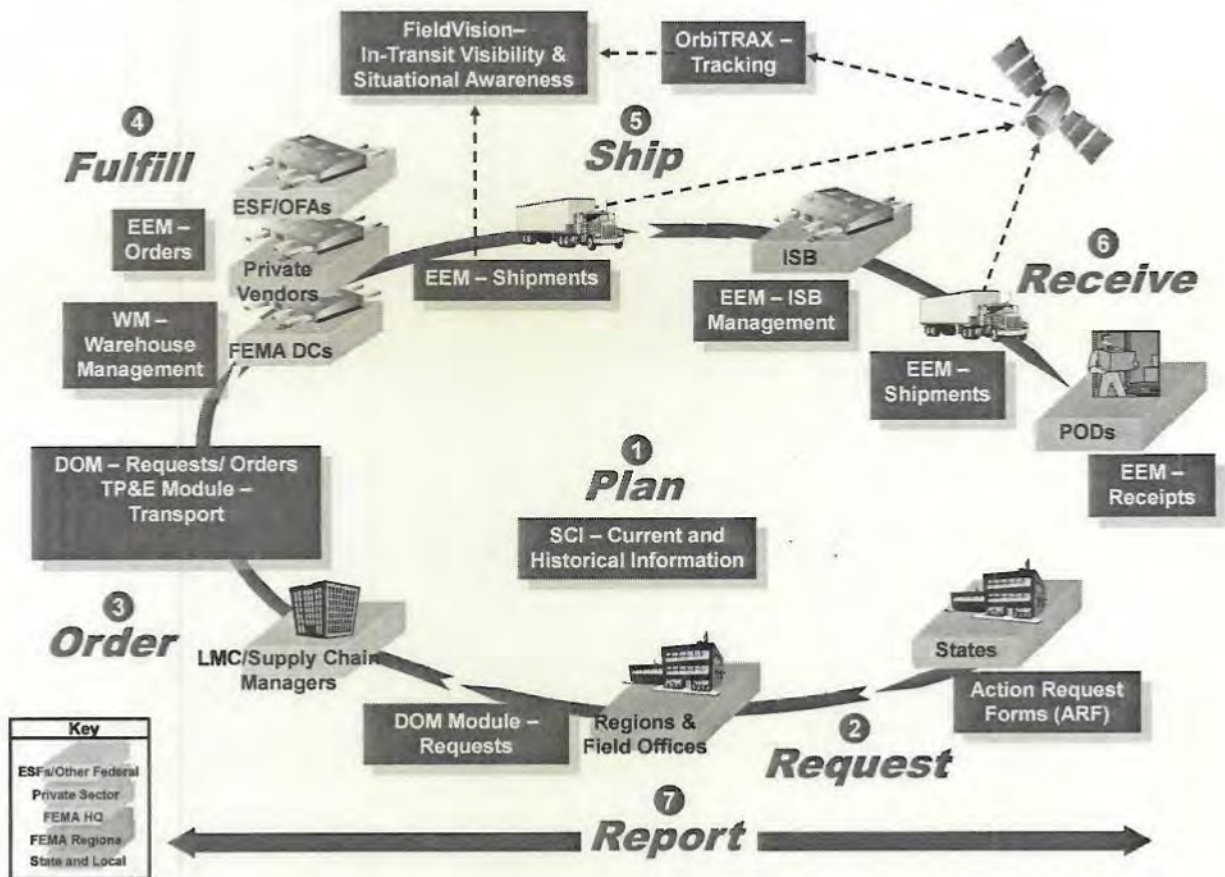 FieldVision–
In-Transit Visibility &
Situational Awareness
OrbiTRAX –
Tracking
4
Fulfill
5
Ship
ESF/OFAs
EEM –
Orders
Private
Vendors
EEM – Shipments
ISB
6
Receive
WM –
Warehouse
Management
FEMA DCs
EEM – ISB
Management
EEM –
Shipments
PODs
EEM –
Receipts
DOM – Requests/ Orders
TP&E Module –
Transport
1
Plan
SCI – Current and
Historical Information
3
Order
LMC/Supply Chain
Managers
States
DOM Module –
Requests
Regions &
Field Offices
Action Request
Forms (ARF)
2
Request
Key
ESFs/Other Federal
Private Sector
FEMA HQ
FEMA Regions
State and Local
7
Report